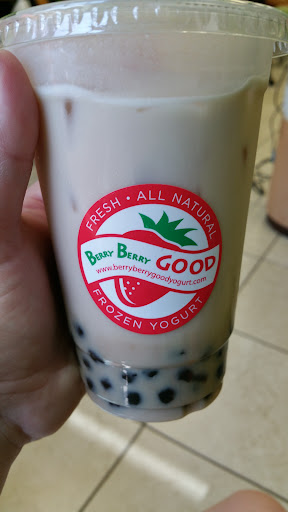 FRESH • ALL NATURAL
BERRY BERRY GOOD
www.berryberrygoodyogurt.com
FROZEN YOGURT